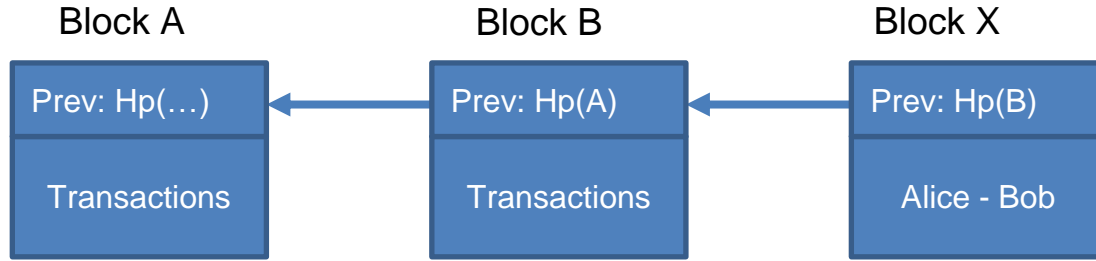 Block A
Block B
Block X
Prev: Hp(…)
Prev: Hp(A)
Prev: Hp(B)
Transactions
Transactions
Alice - Bob